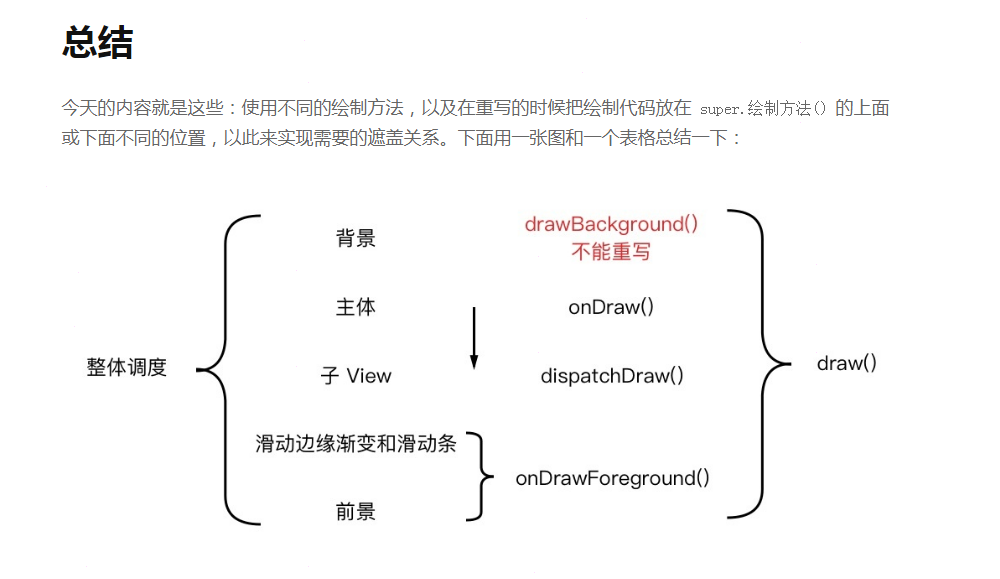 总结
今天的内容就是这些：使用不同的绘制方法，以及在重写的时候把绘制代码放在 super.绘制方法() 的上面
或下面不同的位置，以此来实现需要的遮盖关系。下面用一张图和一个表格总结一下：
背景
drawBackground()
不能重写
主体
onDraw()
整体调度
子 View
dispatchDraw()
draw()
滑动边缘渐变和滑动条
onDrawForeground()
前景